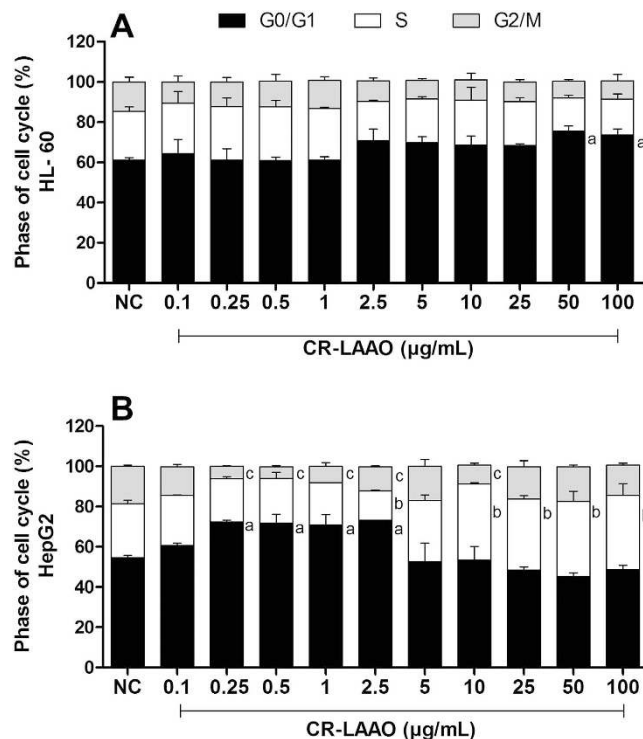 G0/G1 S G2/M
A
Phase of cell cycle (%)
HL- 60
120
100
80
60
40
20
0
a a
NC 0.1 0.25 0.5 1 2.5 5 10 25 50 100
CR-LAAO (µg/mL)
B
Phase of cell cycle (%)
HepG2
120
100
80
60
40
20
0
c c c c c
b b b b
a a a a
NC 0.1 0.25 0.5 1 2.5 5 10 25 50 100
CR-LAAO (µg/mL)